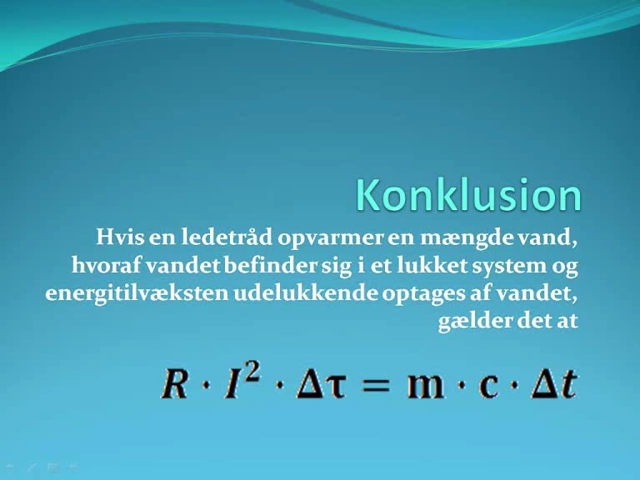 Konklusion
Hvis en ledetråd opvarmer en mængde vand,
hvoraf vandet befinder sig i et lukket system og
energitilvæksten udelukkende optages af vandet,
gælder det at
R · I² · Δτ = m · c · Δt